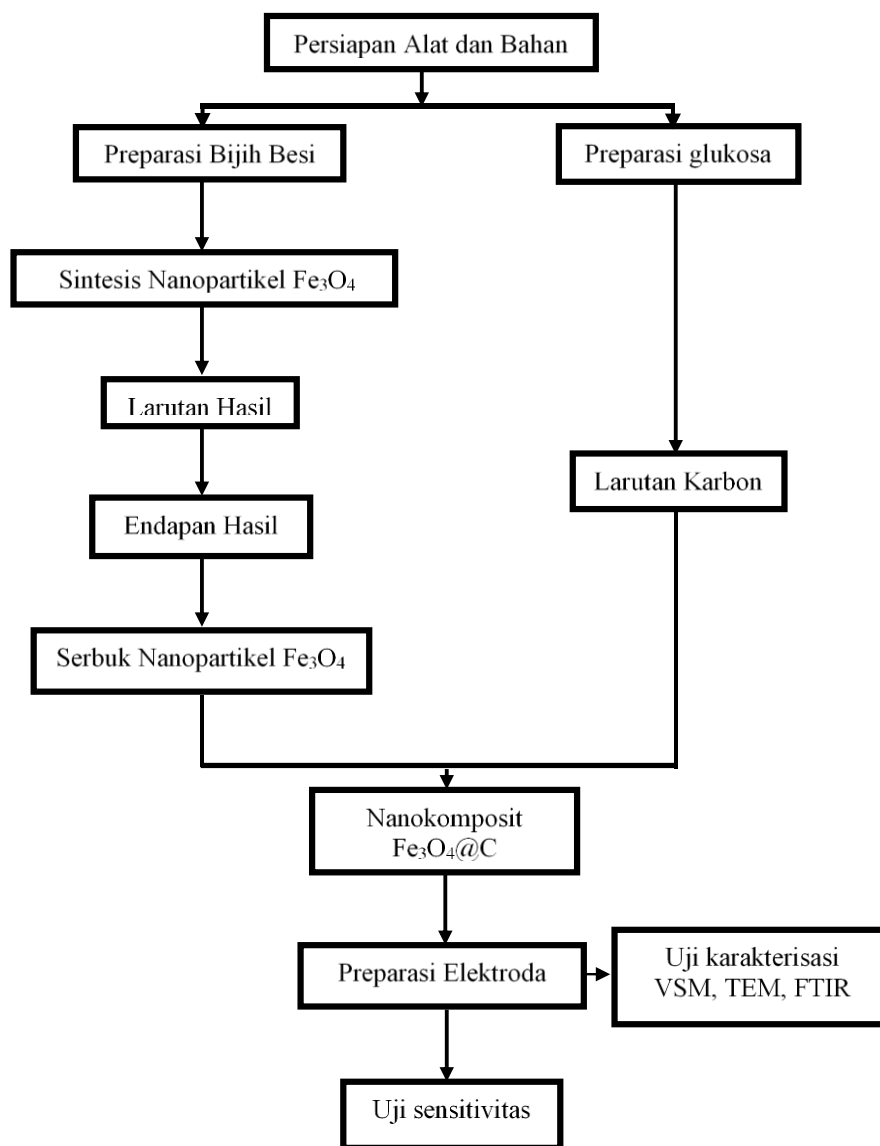 Persiapan Alat dan Bahan
Preparasi Bijih Besi
Preparasi glukosa
Sintesis Nanopartikel Fe₃O₄
Larutan Hasil
Larutan Karbon
Endapan Hasil
Serbuk Nanopartikel Fe₃O₄
Nanokomposit
Fe₃O₄@C
Preparasi Elektroda
Uji karakterisasi
VSM, TEM, FTIR
Uji sensitivitas